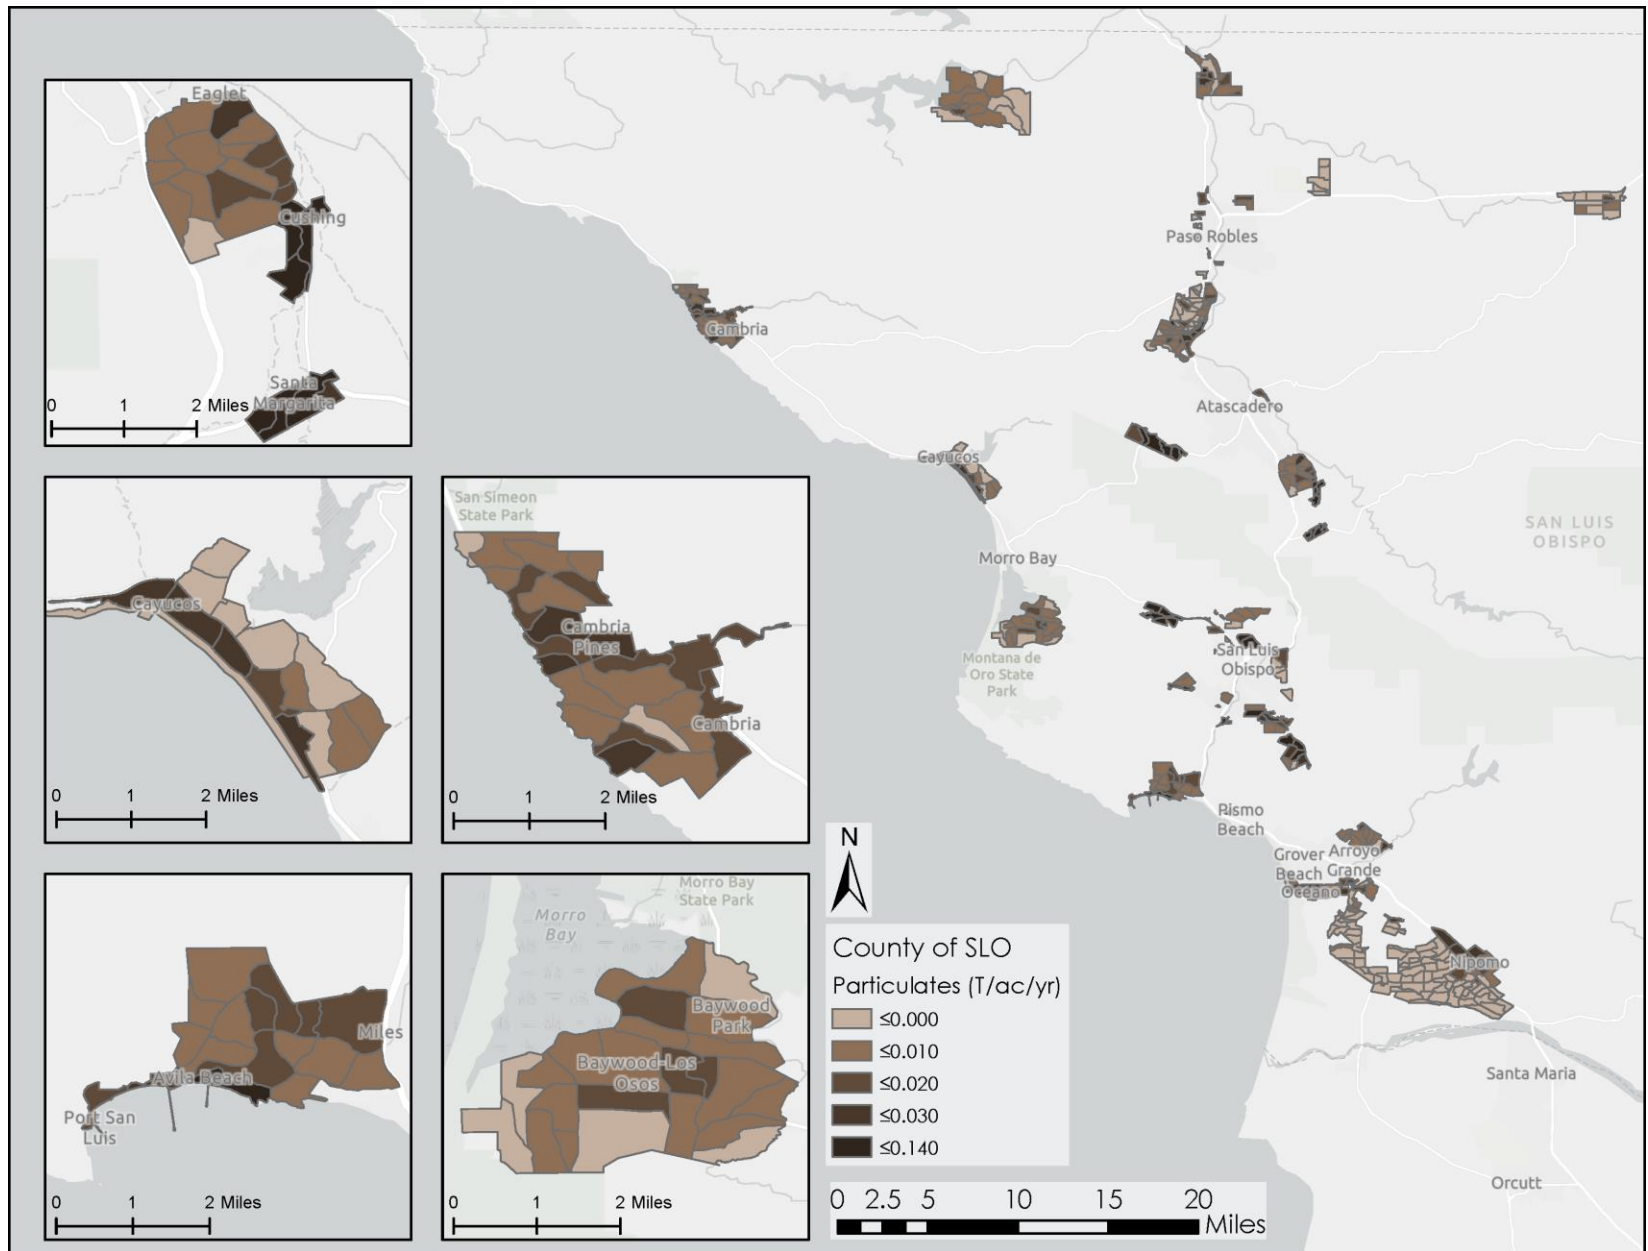 Eaglet
Cushing
Santa
Margarita
0 1 2 Miles
Cayucos
0 1 2 Miles
San Simeon
State Park
Cambria
Pines
Cambria
0 1 2 Miles
Miles
Avila Beach
Port San
Luis
0 1 2 Miles
Morro Bay
State Park
Morro
Bay
Baywood
Park
Baywood-Los
Osos
0 1 2 Miles
Paso Robles
Cambria
Atascadero
Cayucos
SAN LUIS
OBISPO
Morro Bay
San Luis
Obispo
Montana de
Oro State
Park
Pismo
Beach
Grover
Beach
Arroyo
Grande
Oceano
Nipomo
Santa Maria
Orcutt
N
County of SLO
Particulates (T/ac/yr)
≤0.000
≤0.010
≤0.020
≤0.030
≤0.140
0 2.5 5 10 15 20
Miles